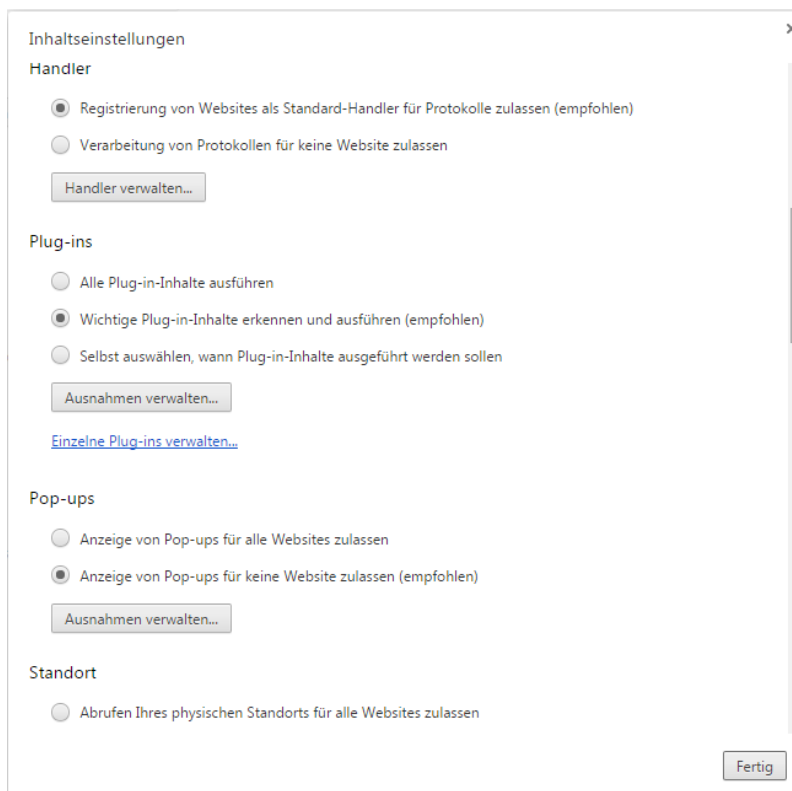 Inhaltseinstellungen
Handler
Registrierung von Websites als Standard-Handler für Protokolle zulassen (empfohlen)
Verarbeitung von Protokollen für keine Website zulassen
Handler verwalten...
Plug-ins
Alle Plug-in-Inhalte ausführen
Wichtige Plug-in-Inhalte erkennen und ausführen (empfohlen)
Selbst auswählen, wann Plug-in-Inhalte ausgeführt werden sollen
Ausnahmen verwalten...
Einzelne Plug-ins verwalten...
Pop-ups
Anzeige von Pop-ups für alle Websites zulassen
Anzeige von Pop-ups für keine Website zulassen (empfohlen)
Ausnahmen verwalten...
Standort
Abrufen Ihres physischen Standorts für alle Websites zulassen
Fertig